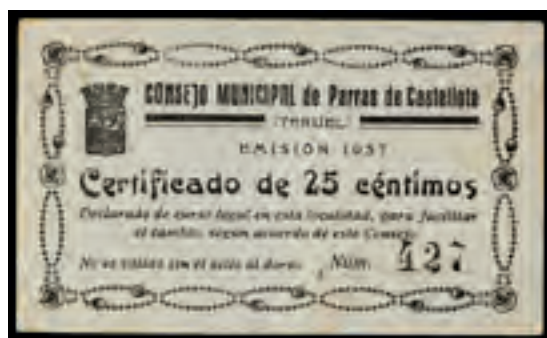 CONSEJO MUNICIPAL de Parras de Castellote
(TERUEL)
EMISIÓN 1937
Certificado de 25 céntimos
Declarado de curso legal en esta localidad, para facilitar
el cambio, según acuerdo de este Consejo
No es válido sin el sello al dorso. Núm. 427